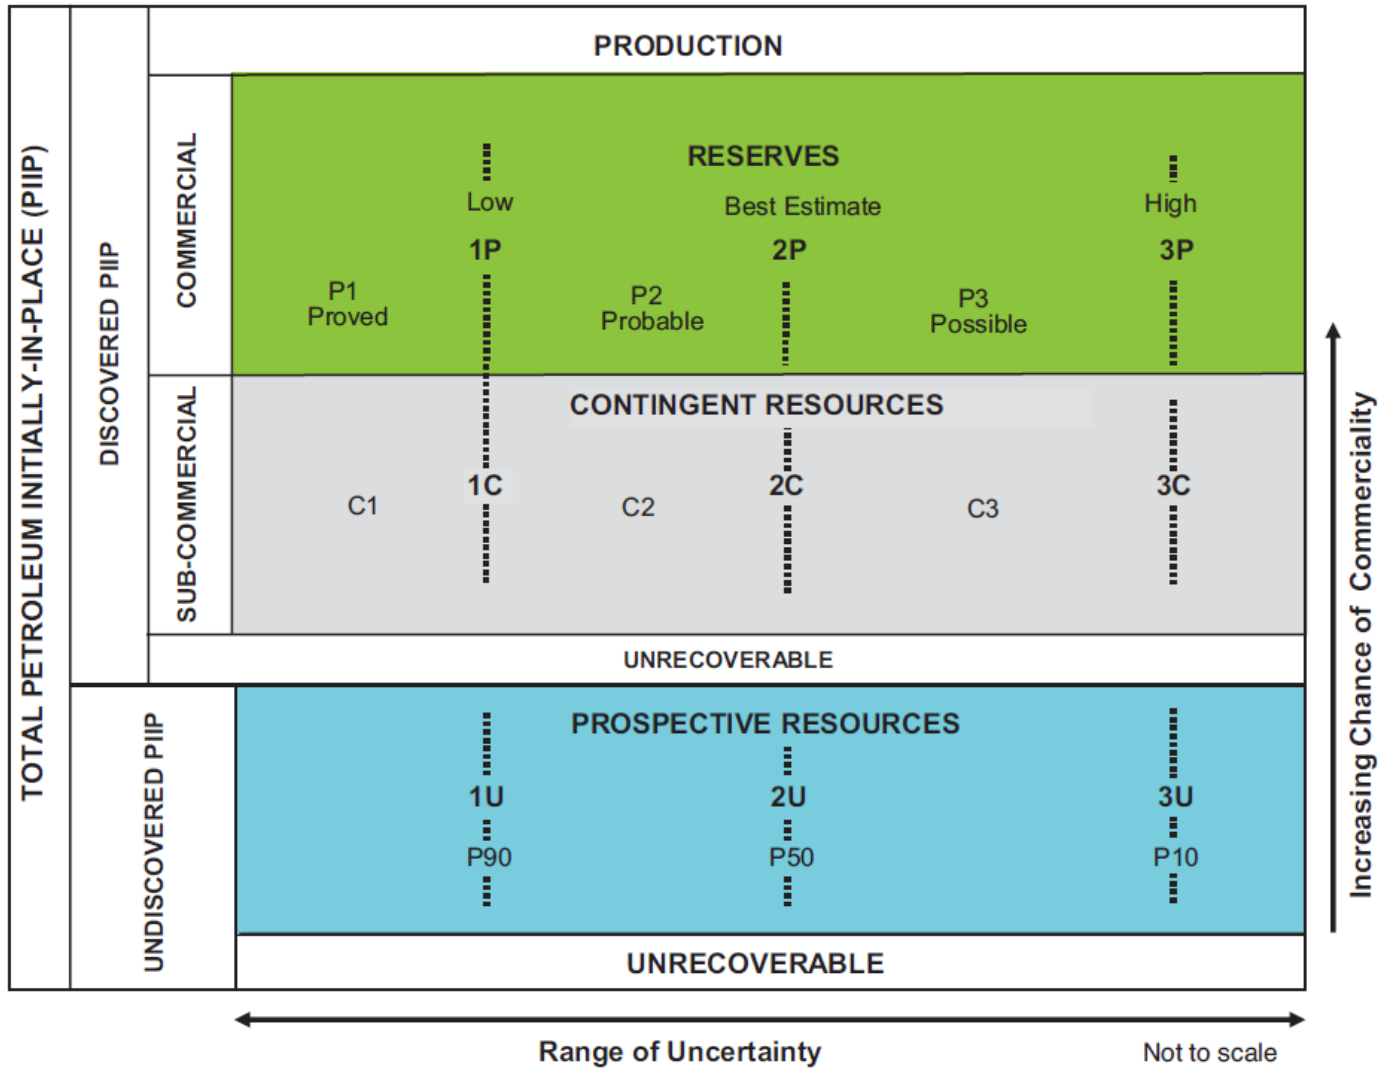 TOTAL PETROLEUM INITIALLY-IN-PLACE (PIIP)
DISCOVERED PIIP
PRODUCTION
COMMERCIAL
RESERVES
Low
Best Estimate
High
1P
2P
3P
P1
Proved
P2
Probable
P3
Possible
SUB-COMMERCIAL
CONTINGENT RESOURCES
1C
2C
3C
C1
C2
C3
UNRECOVERABLE
UNDISCOVERED PIIP
PROSPECTIVE RESOURCES
1U
2U
3U
P90
P50
P10
UNRECOVERABLE
Increasing Chance of Commerciality
Range of Uncertainty
Not to scale